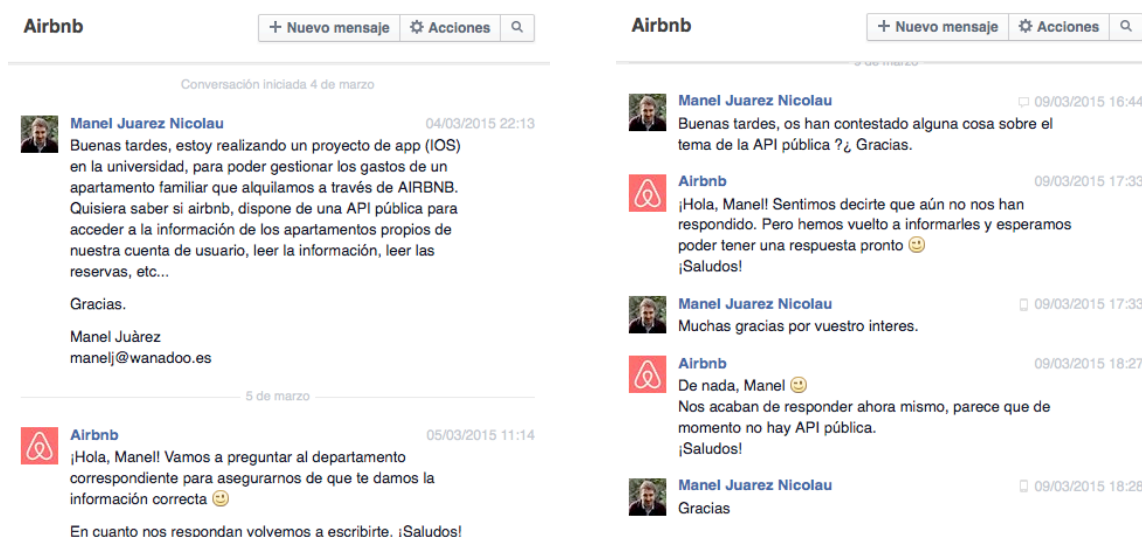 Airbnb
+ Nuevo mensaje
Acciones
Conversación iniciada 4 de marzo
Manel Juarez Nicolau
04/03/2015 22:13
Buenas tardes, estoy realizando un proyecto de app (IOS)
en la universidad, para poder gestionar los gastos de un
apartamento familiar que alquilamos a través de AIRBNB.
Quisiera saber si airbnb, dispone de una API pública para
acceder a la información de los apartamentos propios de
nuestra cuenta de usuario, leer la información, leer las
reservas, etc...
Gracias.
Manel Juàrez
manelj@wanadoo.es
5 de marzo
Airbnb
05/03/2015 11:14
¡Hola, Manel! Vamos a preguntar al departamento
correspondiente para asegurarnos de que te damos la
información correcta
En cuanto nos respondan volvemos a escribirte. ¡Saludos!
Airbnb
+ Nuevo mensaje
Acciones
9 de marzo
Manel Juarez Nicolau
09/03/2015 16:44
Buenas tardes, os han contestado alguna cosa sobre el
tema de la API pública ?¿ Gracias.
Airbnb
09/03/2015 17:33
¡Hola, Manel! Sentimos decirte que aún no nos han
respondido. Pero hemos vuelto a informarles y esperamos
poder tener una respuesta pronto
¡Saludos!
Manel Juarez Nicolau
09/03/2015 17:33
Muchas gracias por vuestro interes.
Airbnb
09/03/2015 18:27
De nada, Manel
Nos acaban de responder ahora mismo, parece que de
momento no hay API pública.
¡Saludos!
Manel Juarez Nicolau
09/03/2015 18:28
Gracias